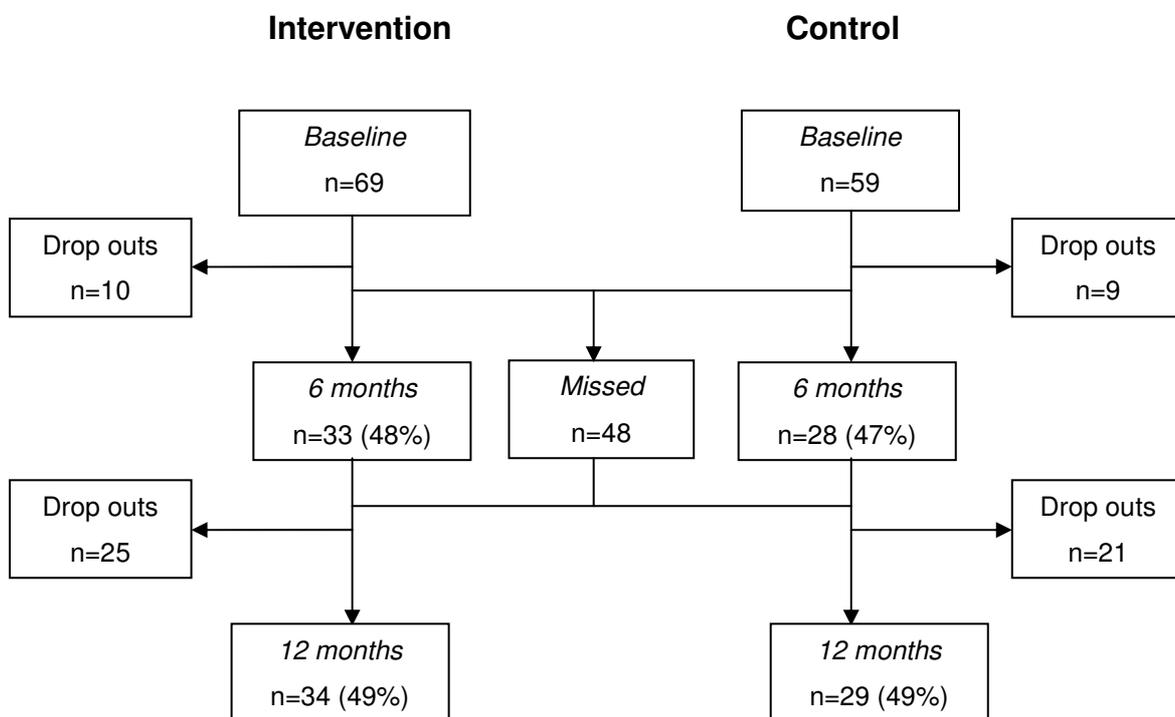 Intervention
Control
Baseline
n=69
Baseline
n=59
Drop outs
n=10
Drop outs
n=9
6 months
n=33 (48%)
Missed
n=48
6 months
n=28 (47%)
Drop outs
n=25
Drop outs
n=21
12 months
n=34 (49%)
12 months
n=29 (49%)